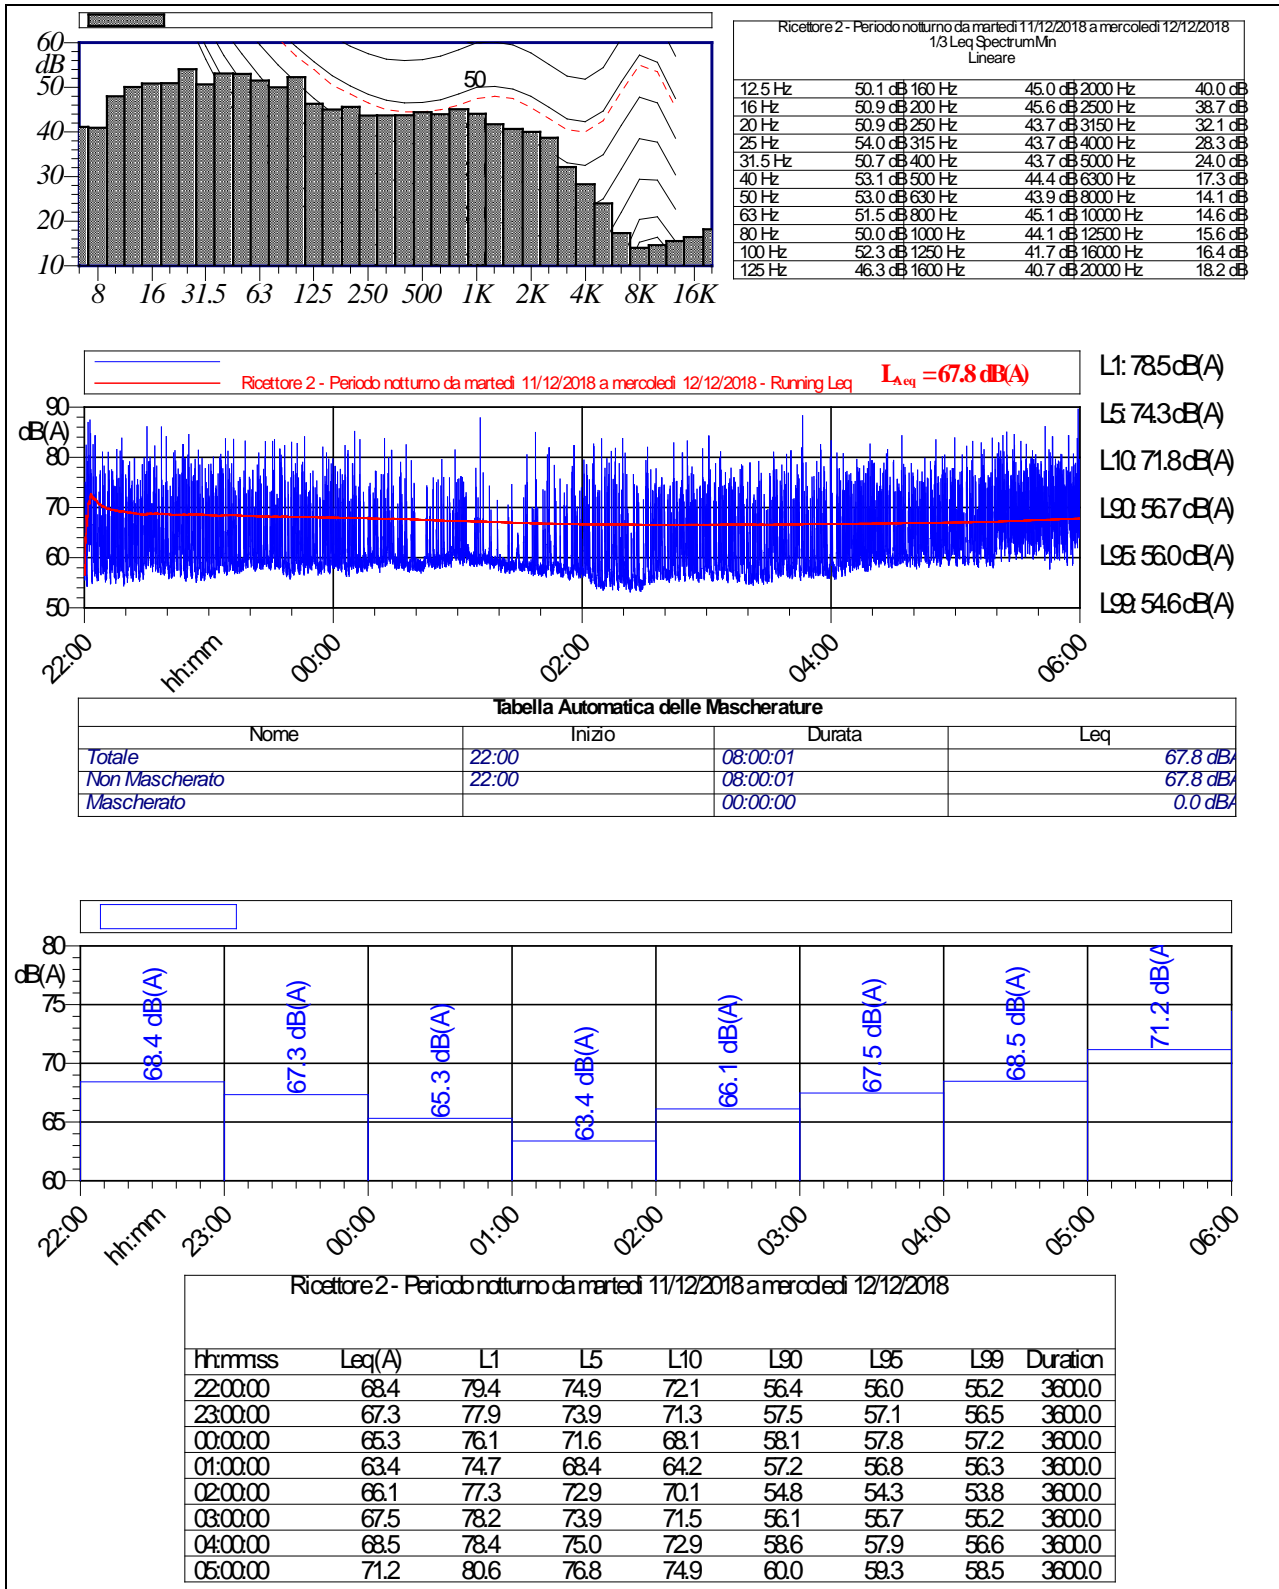 Ricettore 2 - Periodo notturno da martedì 11/12/2018 a mercoledì 12/12/2018
1/3 Leq Spectrum Min
Lineare
12.5 Hz 50.1 dB 160 Hz 45.0 dB 2000 Hz 40.0 dB
16 Hz 50.9 dB 200 Hz 45.6 dB 2500 Hz 38.7 dB
20 Hz 50.9 dB 250 Hz 43.7 dB 3150 Hz 32.1 dB
25 Hz 54.0 dB 315 Hz 43.7 dB 4000 Hz 28.3 dB
31.5 Hz 50.7 dB 400 Hz 43.7 dB 5000 Hz 24.0 dB
40 Hz 53.1 dB 500 Hz 44.4 dB 6300 Hz 17.3 dB
50 Hz 53.0 dB 630 Hz 43.9 dB 8000 Hz 14.1 dB
63 Hz 51.5 dB 800 Hz 45.1 dB 10000 Hz 14.6 dB
80 Hz 50.0 dB 1000 Hz 44.1 dB 12500 Hz 15.6 dB
100 Hz 52.3 dB 1250 Hz 41.7 dB 16000 Hz 16.4 dB
125 Hz 46.3 dB 1600 Hz 40.7 dB 20000 Hz 18.2 dB
60
dB
50
40
30
20
10
50
8 16 31.5 63 125 250 500 1K 2K 4K 8K 16K
Ricettore 2 - Periodo notturno da martedì 11/12/2018 a mercoledì 12/12/2018 - Running Leq
LAeq = 67.8 dB(A)
L1: 78.5 dB(A)
L5: 74.3 dB(A)
L10: 71.8 dB(A)
L90: 56.7 dB(A)
L95: 56.0 dB(A)
L99: 54.6 dB(A)
90
dB(A)
80
70
60
50
22:00 hh:mm 00:00 02:00 04:00 06:00
Tabella Automatica delle Mascherature
Nome Inizio Durata Leq
Totale 22:00 08:00:01 67.8 dBA
Non Mascherato 22:00 08:00:01 67.8 dBA
Mascherato 00:00:00 0.0 dBA
80
dB(A)
75
70
65
60
68.4 dB(A)
67.3 dB(A)
65.3 dB(A)
63.4 dB(A)
66.1 dB(A)
67.5 dB(A)
68.5 dB(A)
71.2 dB(A
22:00 hh:mm 23:00 00:00 01:00 02:00 03:00 04:00 05:00 06:00
Ricettore 2 - Periodo notturno da martedì 11/12/2018 a mercoledì 12/12/2018
hh:mm:ss Leq(A) L1 L5 L10 L90 L95 L99 Duration
22:00:00 68.4 79.4 74.9 72.1 56.4 56.0 55.2 3600.0
23:00:00 67.3 77.9 73.9 71.3 57.5 57.1 56.5 3600.0
00:00:00 65.3 76.1 71.6 68.1 58.1 57.8 57.2 3600.0
01:00:00 63.4 74.7 68.4 64.2 57.2 56.8 56.3 3600.0
02:00:00 66.1 77.3 72.9 70.1 54.8 54.3 53.8 3600.0
03:00:00 67.5 78.2 73.9 71.5 56.1 55.7 55.2 3600.0
04:00:00 68.5 78.4 75.0 72.9 58.6 57.9 56.6 3600.0
05:00:00 71.2 80.6 76.8 74.9 60.0 59.3 58.5 3600.0